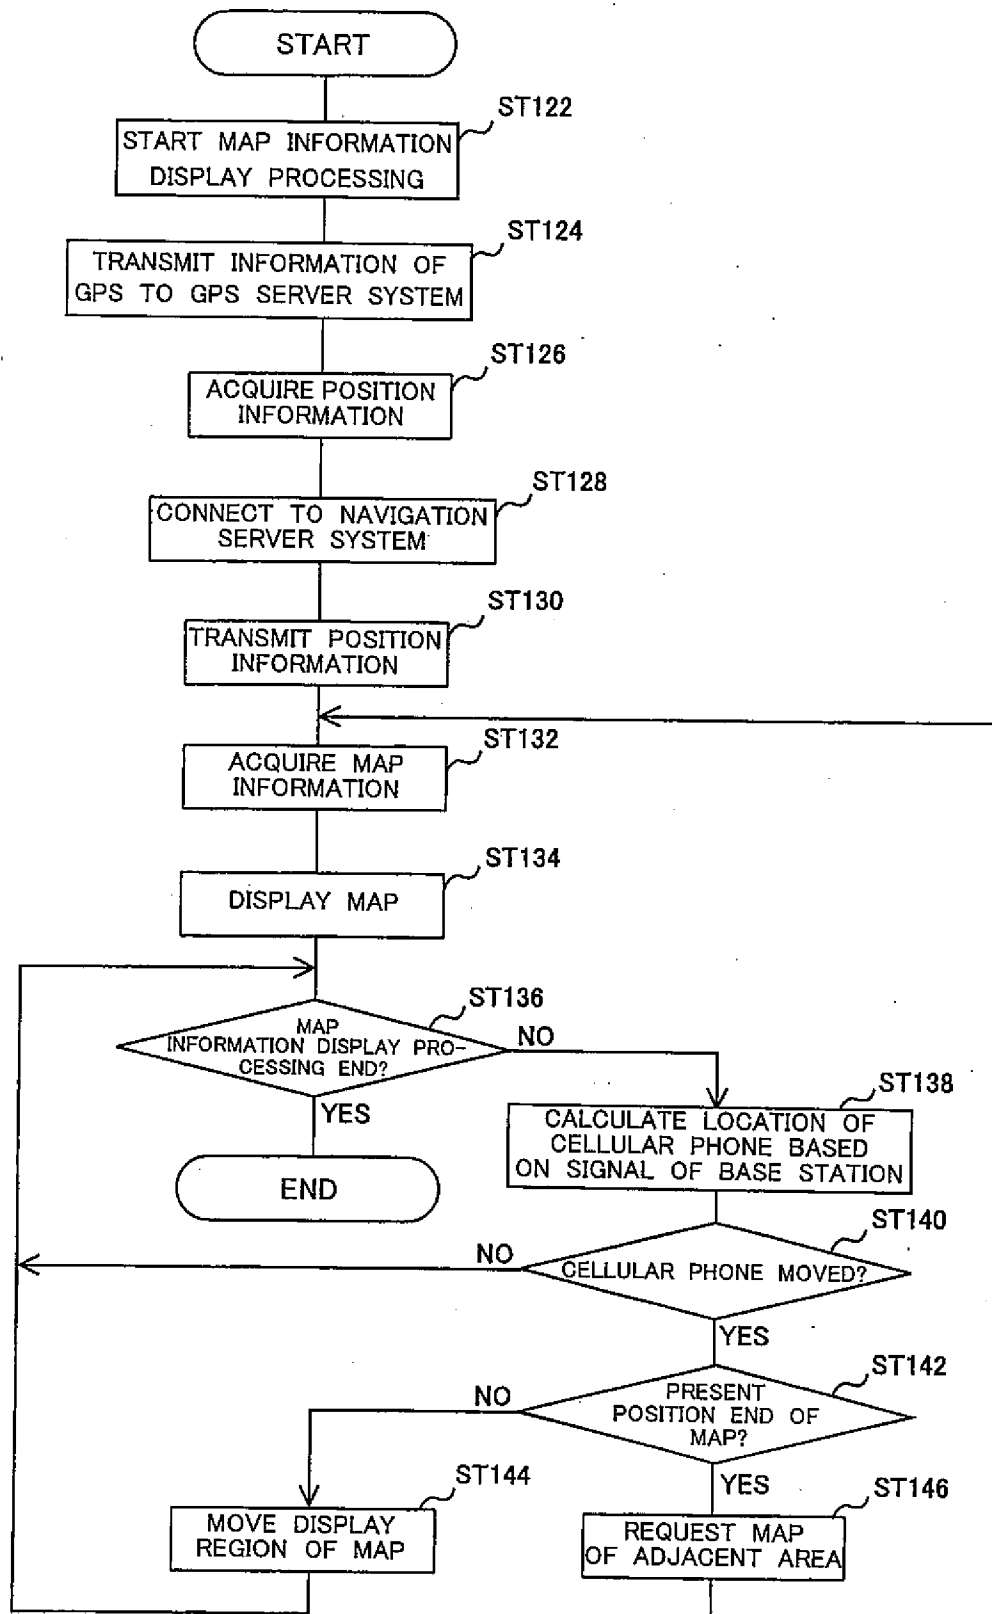 START
ST122
START MAP INFORMATION
DISPLAY PROCESSING
ST124
TRANSMIT INFORMATION OF
GPS TO GPS SERVER SYSTEM
ST126
ACQUIRE POSITION
INFORMATION
ST128
CONNECT TO NAVIGATION
SERVER SYSTEM
ST130
TRANSMIT POSITION
INFORMATION
ST132
ACQUIRE MAP
INFORMATION
ST134
DISPLAY MAP
ST136
MAP
INFORMATION DISPLAY PRO-
CESSING END?
NO
YES
END
ST138
CALCULATE LOCATION OF
CELLULAR PHONE BASED
ON SIGNAL OF BASE STATION
ST140
CELLULAR PHONE MOVED?
NO
YES
ST142
PRESENT
POSITION END OF
MAP?
NO
YES
ST144
MOVE DISPLAY
REGION OF MAP
ST146
REQUEST MAP
OF ADJACENT AREA